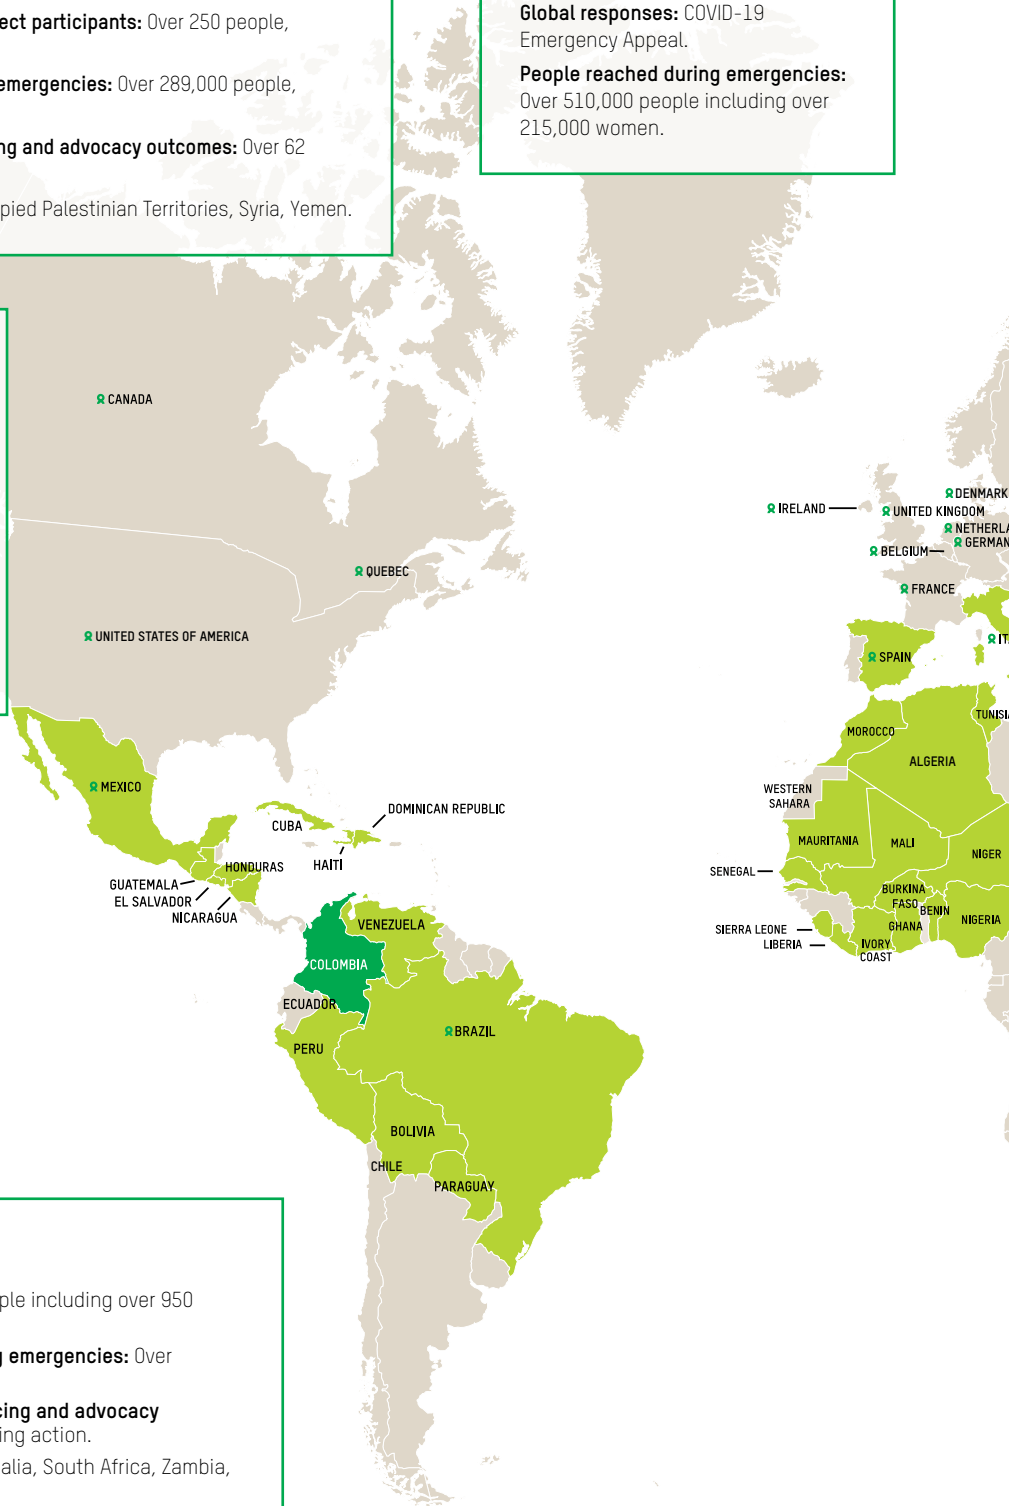 ect participants: Over 250 people,
emergencies: Over 289,000 people,
ng and advocacy outcomes: Over 62
pied Palestinian Territories, Syria, Yemen.
Global responses: COVID-19
Emergency Appeal.
People reached during emergencies:
Over 510,000 people including over
215,000 women.
CANADA
QUEBEC
UNITED STATES OF AMERICA
MEXICO
CUBA
DOMINICAN REPUBLIC
HAITI
HONDURAS
GUATEMALA
EL SALVADOR
NICARAGUA
VENEZUELA
COLOMBIA
ECUADOR
PERU
BRAZIL
BOLIVIA
CHILE
PARAGUAY
IRELAND
DENMARK
UNITED KINGDOM
NETHERLA
GERMAN
BELGIUM
FRANCE
SPAIN
IT
TUNISI
MOROCCO
ALGERIA
WESTERN
SAHARA
MAURITANIA
MALI
NIGER
SENEGAL
BURKINA
FASO
BENIN
GHANA
NIGERIA
SIERRA LEONE
LIBERIA
IVORY
COAST
ple including over 950
g emergencies: Over
cing and advocacy
ing action.
alia, South Africa, Zambia,